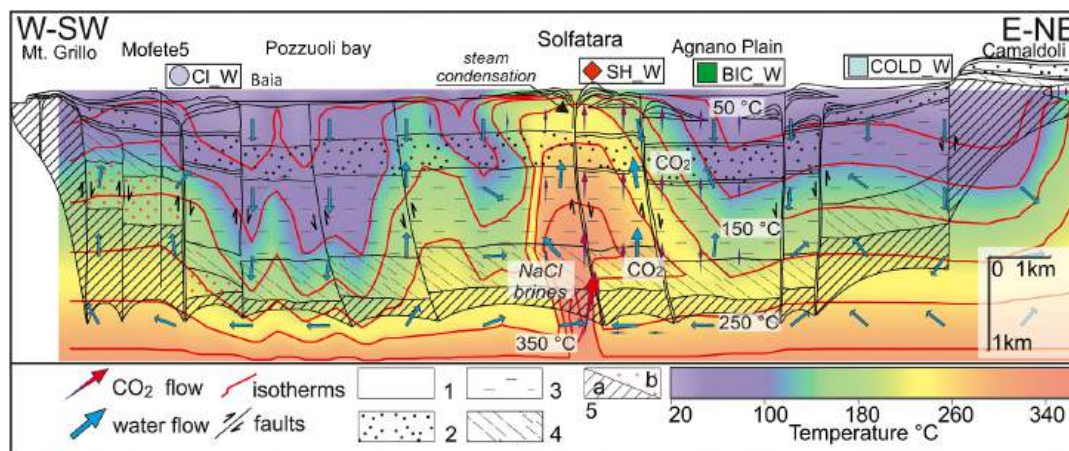 W-SW
E-NE
Mt. Grillo
Mofete5
Pozzuoli bay
Solfatara
Agnano Plain
Camaldoli
CI_W
Baia
steam
condensation
SH_W
BIC_W
COLD_W
50 °C
CO2
150 °C
NaCl
brines
CO2
0 1km
1km
250 °C
350 °C
CO2 flow
isotherms
1
3
a
b
5
water flow
faults
2
4
20 100 180 260 340
Temperature °C